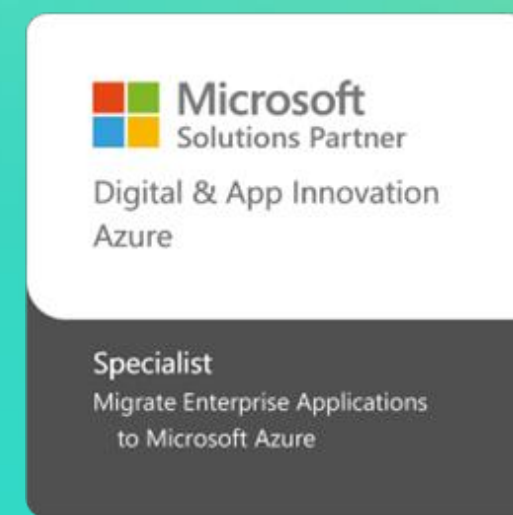 Microsoft
Solutions Partner
Digital & App Innovation
Azure
Specialist
Migrate Enterprise Applications
to Microsoft Azure